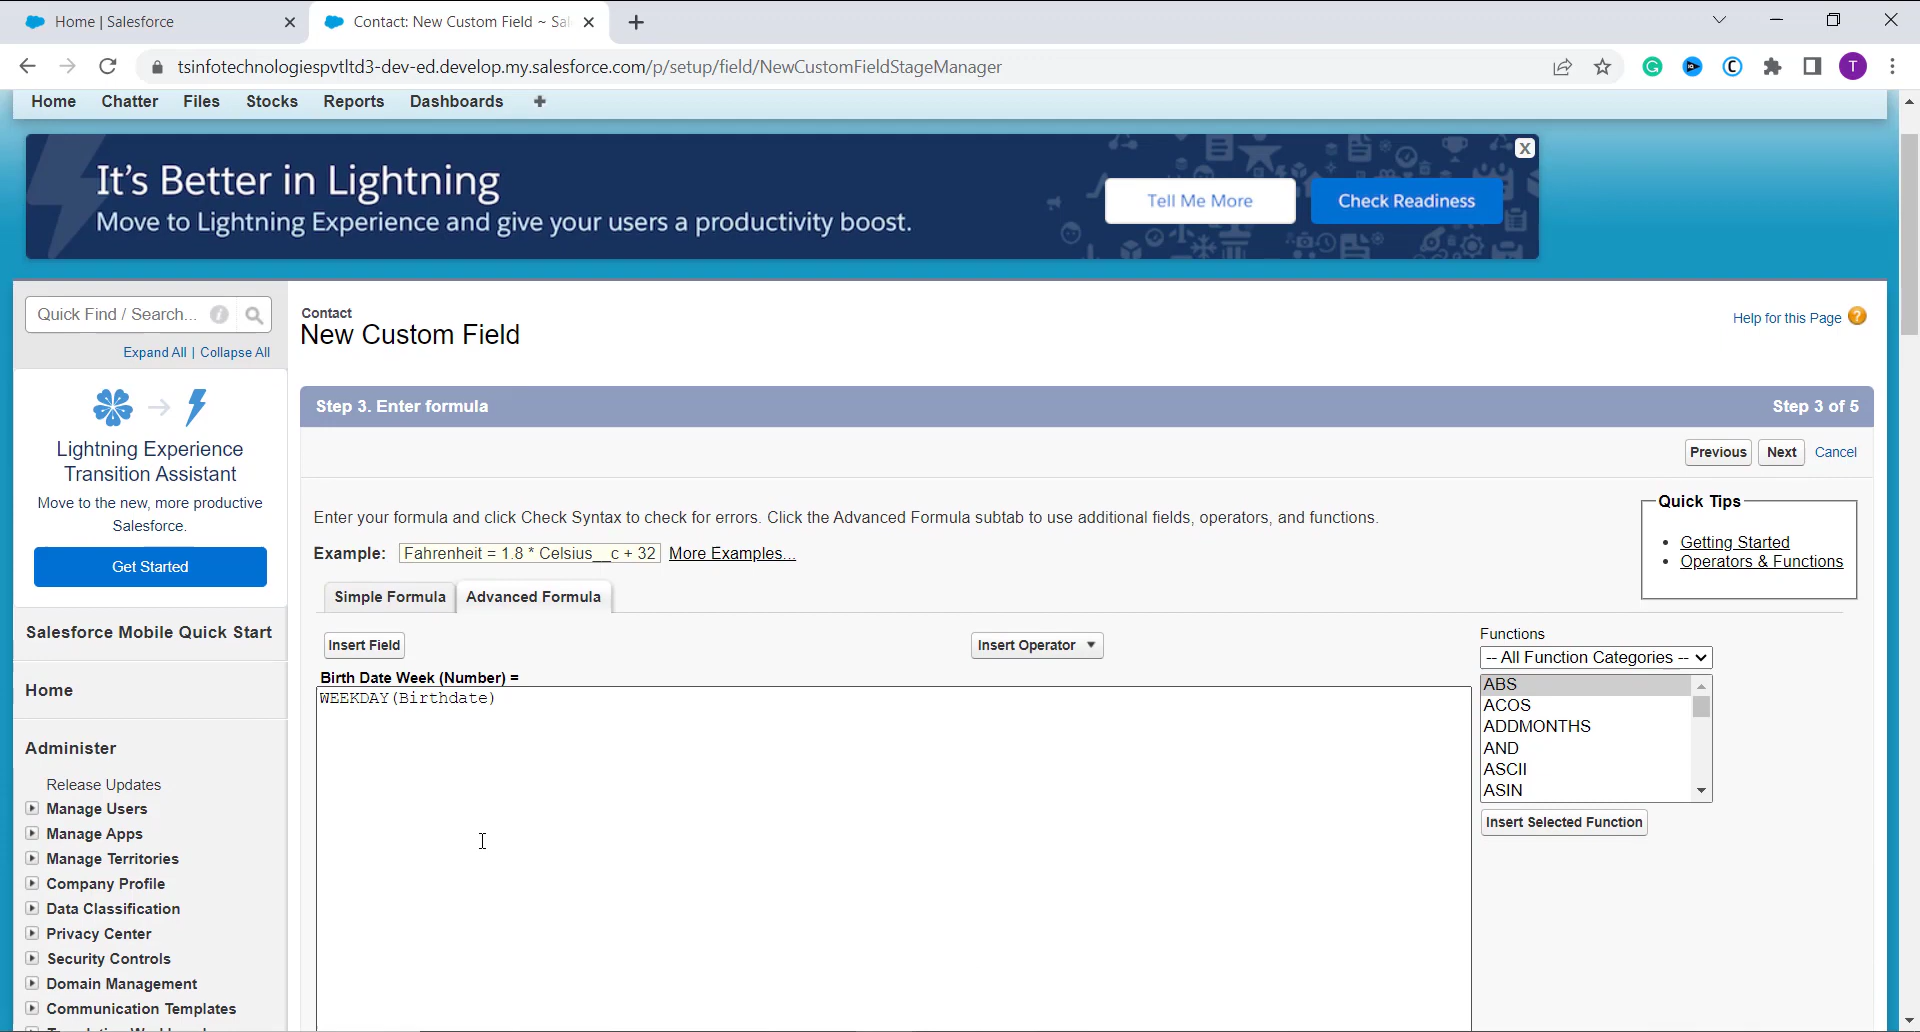 Home | Salesforce
Contact: New Custom Field ~ Sal
tsinfotechnologiespvtltd3-dev-ed.develop.my.salesforce.com/p/setup/field/NewCustomFieldStageManager
T
Home Chatter Files Stocks Reports Dashboards
It's Better in Lightning
Move to Lightning Experience and give your users a productivity boost.
Tell Me More
Check Readiness
X
Quick Find / Search...
Expand All | Collapse All
Lightning Experience
Transition Assistant
Move to the new, more productive
Salesforce.
Get Started
Salesforce Mobile Quick Start
Home
Administer
Release Updates
Manage Users
Manage Apps
Manage Territories
Company Profile
Data Classification
Privacy Center
Security Controls
Domain Management
Communication Templates
Contact
New Custom Field
Help for this Page
Step 3. Enter formula
Step 3 of 5
Previous Next Cancel
Enter your formula and click Check Syntax to check for errors. Click the Advanced Formula subtab to use additional fields, operators, and functions.
Example: Fahrenheit = 1.8 * Celsius__c + 32 More Examples...
Quick Tips
Getting Started
Operators & Functions
Simple Formula
Advanced Formula
Insert Field
Insert Operator
Birth Date Week (Number) =
WEEKDAY(Birthdate)
Functions
-- All Function Categories --
ABS
ACOS
ADDMONTHS
AND
ASCII
ASIN
Insert Selected Function